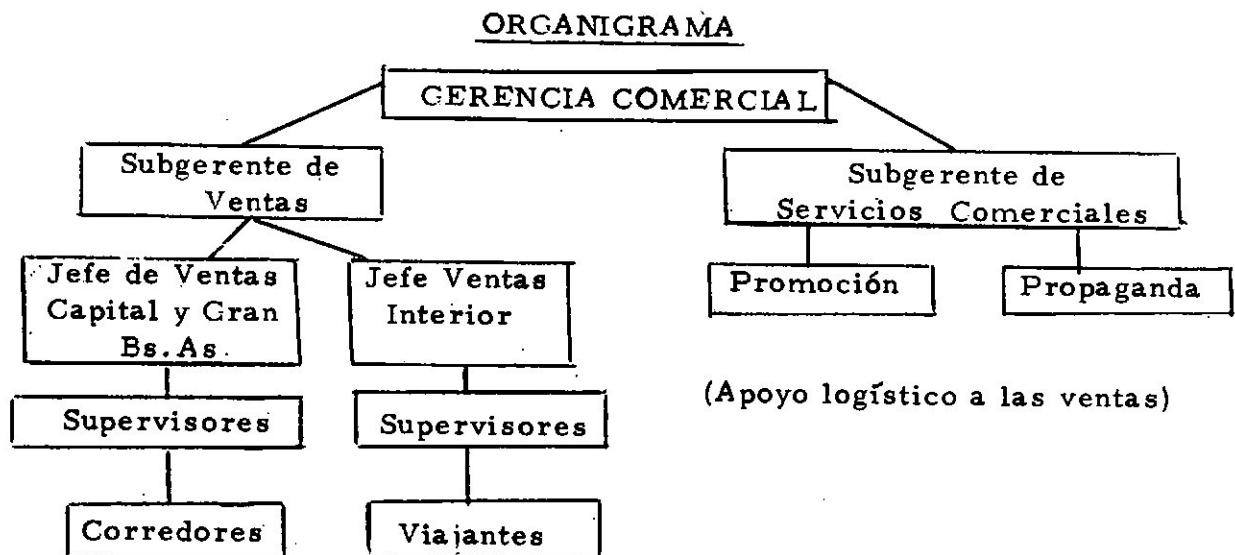 ORGANIGRAMA
GERENCIA COMERCIAL
Subgerente de
Ventas
Subgerente de
Servicios Comerciales
Jefe de Ventas
Capital y Gran
Bs.As.
Jefe Ventas
Interior
Promoción
Propaganda
(Apoyo logístico a las ventas)
Supervisores
Supervisores
Corredores
Viajantes